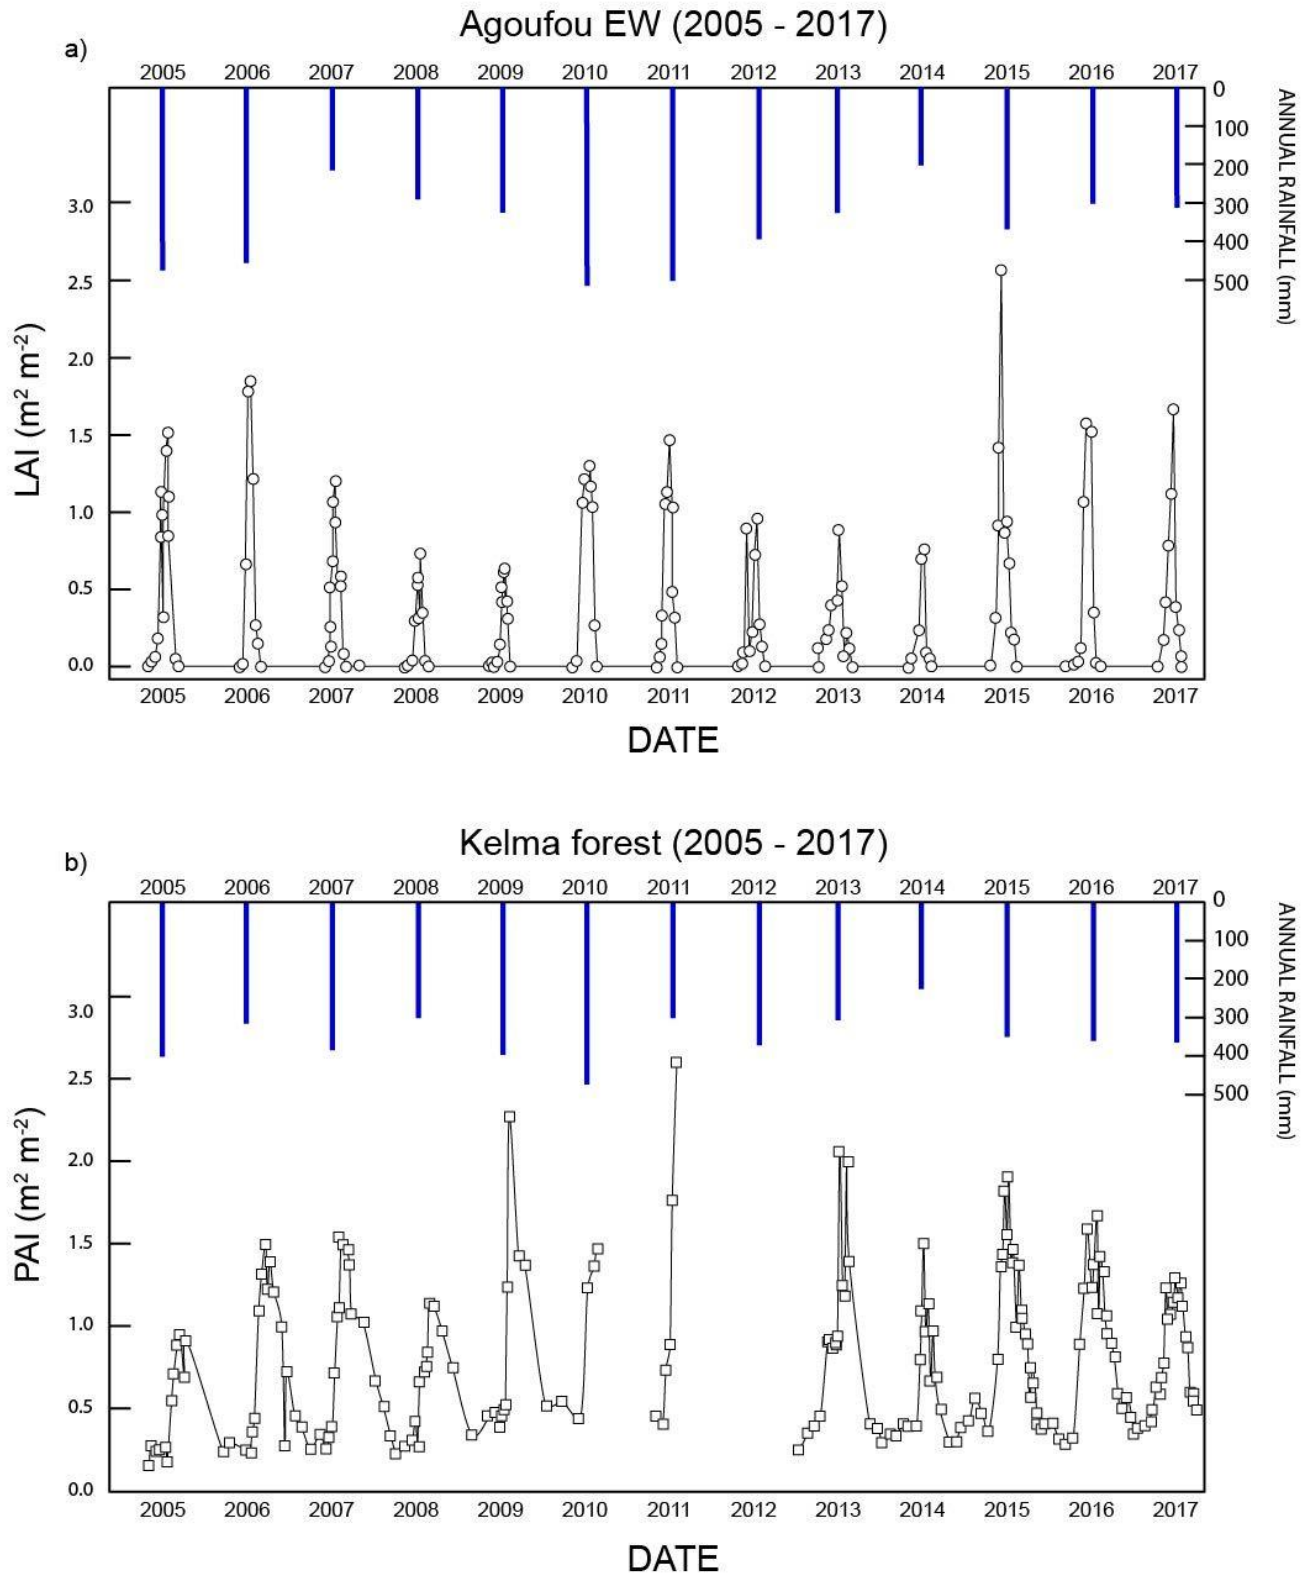 Agoufou EW (2005 - 2017)
a)
2005 2006 2007 2008 2009 2010 2011 2012 2013 2014 2015 2016 2017
0
100
200
300
400
500
ANNUAL RAINFALL (mm)
3.0
2.5
2.0
1.5
1.0
0.5
0.0
LAI (m² m⁻²)
2005 2006 2007 2008 2009 2010 2011 2012 2013 2014 2015 2016 2017
DATE
Kelma forest (2005 - 2017)
b)
2005 2006 2007 2008 2009 2010 2011 2012 2013 2014 2015 2016 2017
0
100
200
300
400
500
ANNUAL RAINFALL (mm)
3.0
2.5
2.0
1.5
1.0
0.5
0.0
PAI (m² m⁻²)
2005 2006 2007 2008 2009 2010 2011 2012 2013 2014 2015 2016 2017
DATE